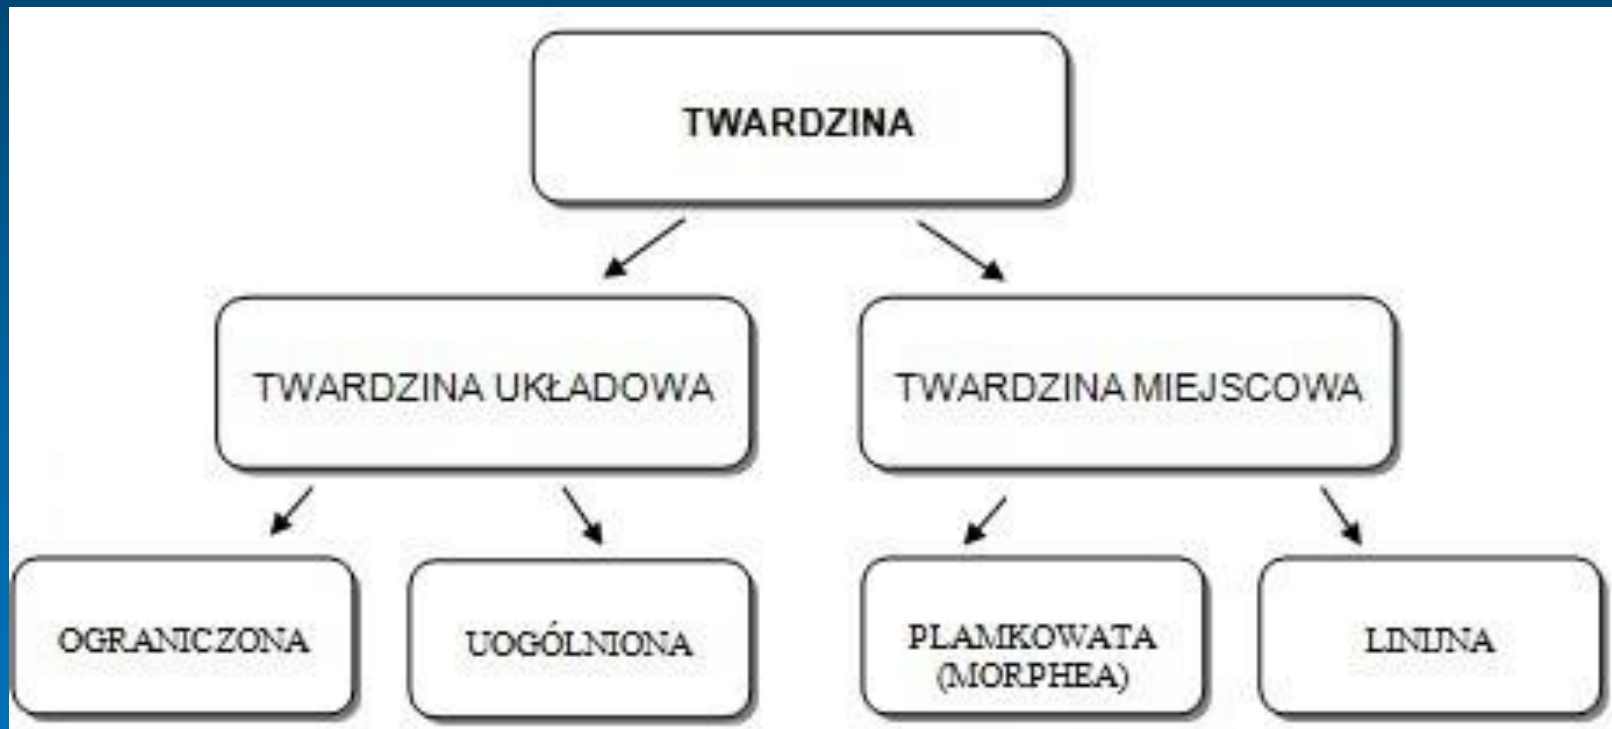 TWARDZINA
TWARDZINA UKŁADOWA
TWARDZINA MIEJSCOWA
OGRANICZONA
UOGÓLNIONA
PLAMKOWATA
(MORPHEA)
LINIJNA